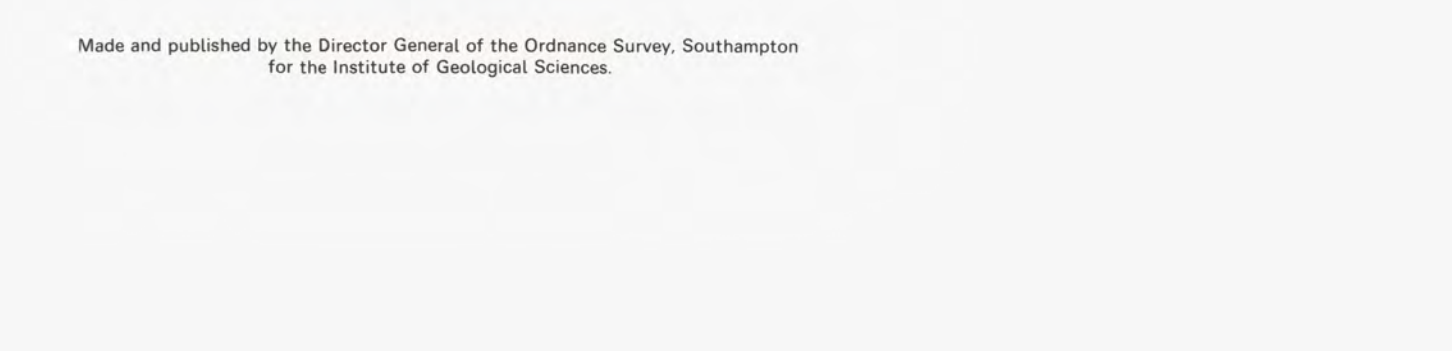 Made and published by the Director General of the Ordnance Survey, Southampton
for the Institute of Geological Sciences.